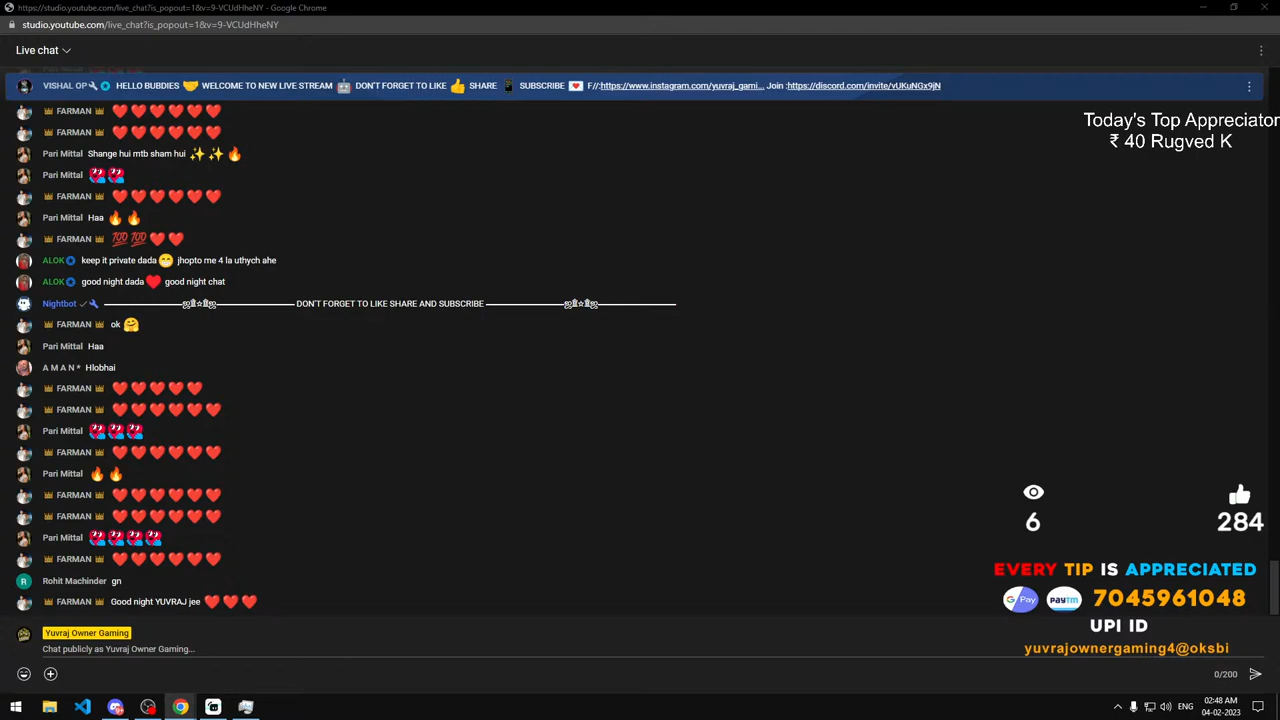 https://studio.youtube.com/live_chat?is_popout=1&v=9-VCUdHheNY - Google Chrome
studio.youtube.com/live_chat?is_popout=1&v=9-VCUdHheNY
Live chat
VISHAL OP HELLO BUBDIES 🤝 WELCOME TO NEW LIVE STREAM 🤖 DON'T FORGET TO LIKE 👍 SHARE 📱 SUBSCRIBE 💌 F//:https://www.instagram.com/yuvraj_gami... Join :https://discord.com/invite/vUKuNGx9jN
👑 FARMAN 👑 ❤️❤️❤️❤️❤️❤️
Today's Top Appreciator
₹ 40 Rugved K
👑 FARMAN 👑 ❤️❤️❤️❤️❤️❤️
Pari Mittal Shange hui mtb sham hui ✨✨🔥
Pari Mittal
👑 FARMAN 👑 ❤️❤️❤️❤️❤️❤️
Pari Mittal Haa 🔥🔥
👑 FARMAN 👑 💯💯❤️❤️
ALOK keep it private dada😁 jhopto me 4 la uthych ahe
ALOK good night dada❤️ good night chat
Nightbot ———————ஜ۩۞۩ஜ——————— DON'T FORGET TO LIKE SHARE AND SUBSCRIBE ———————ஜ۩۞۩ஜ———————
👑 FARMAN 👑 ok 🤗
Pari Mittal Haa
A M A N * Hlobhai
👑 FARMAN 👑 ❤️❤️❤️❤️❤️
👑 FARMAN 👑 ❤️❤️❤️❤️❤️❤️
Pari Mittal
👑 FARMAN 👑 ❤️❤️❤️❤️❤️❤️
Pari Mittal 🔥🔥
👑 FARMAN 👑 ❤️❤️❤️❤️❤️❤️
👑 FARMAN 👑 ❤️❤️❤️❤️❤️❤️
Pari Mittal
👑 FARMAN 👑 ❤️❤️❤️❤️❤️❤️
R Rohit Machinder gn
👑 FARMAN 👑 Good night YUVRAJ jee ❤️❤️❤️
6
284
EVERY TIP IS APPRECIATED
G Pay paytm 7045961048
UPI ID
yuvrajownergaming4@oksbi
Yuvraj Owner Gaming
Chat publicly as Yuvraj Owner Gaming...
0/200
ENG
02:48 AM
04-02-2023